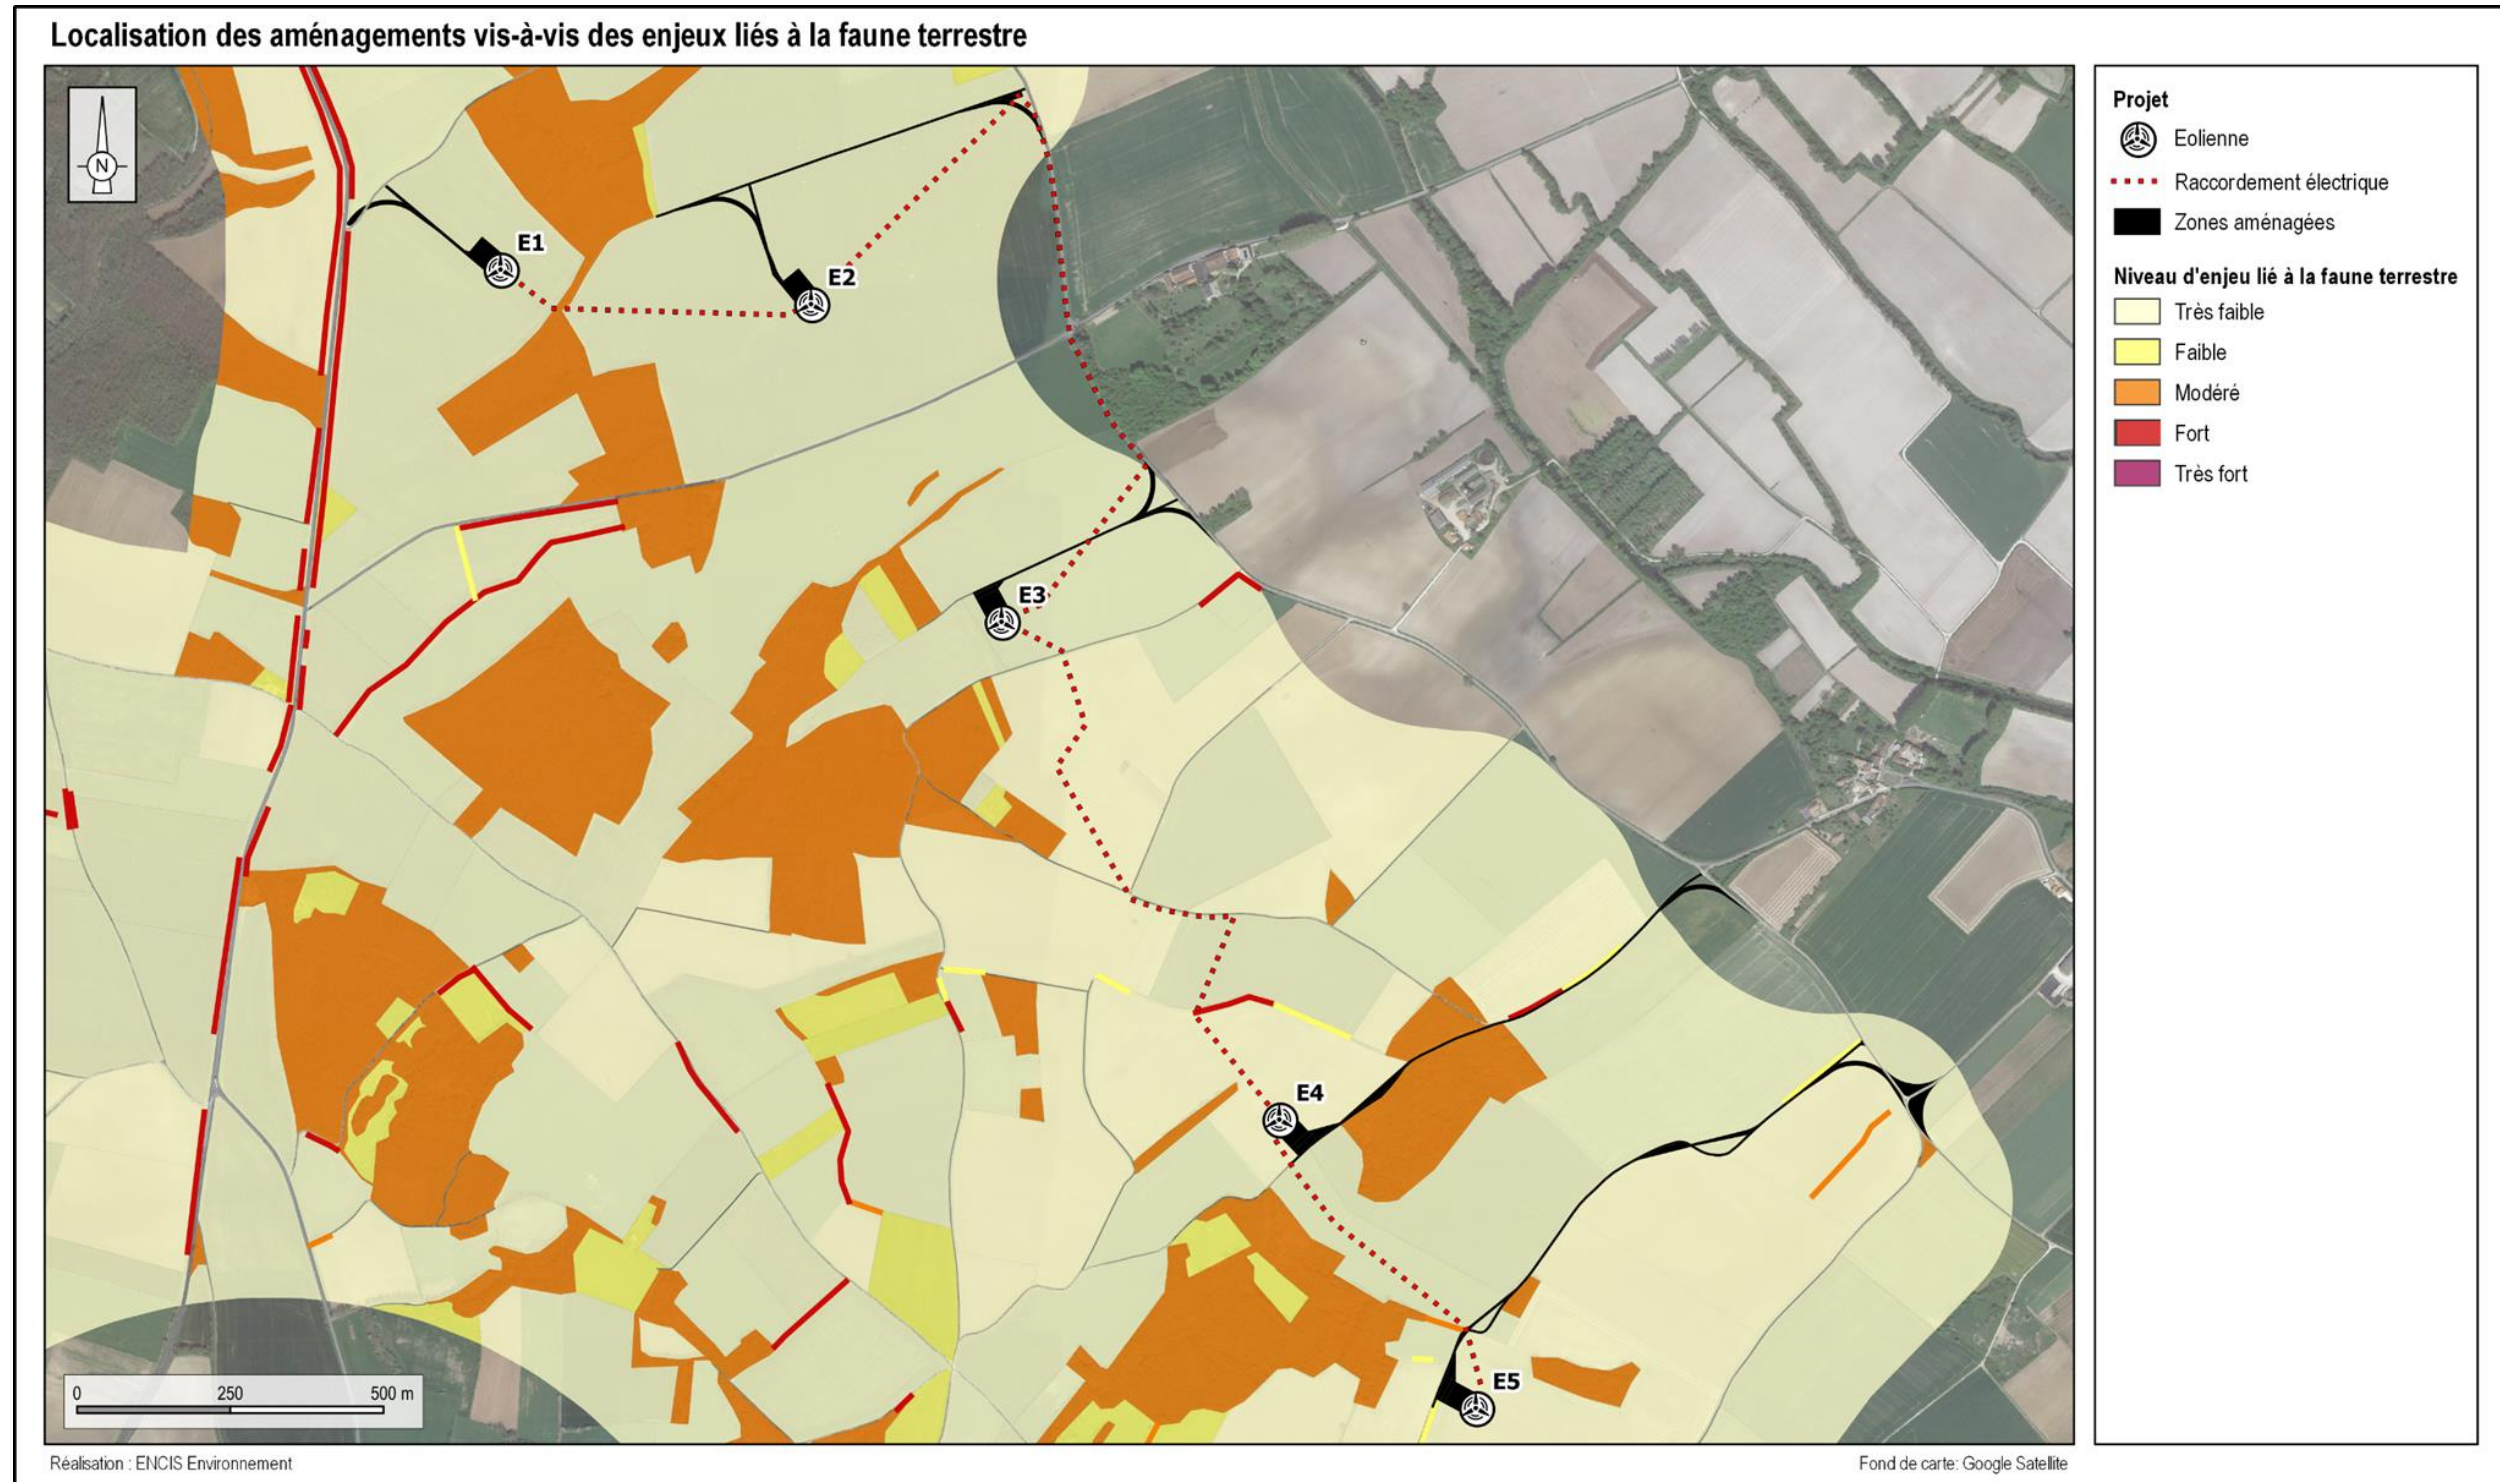 Localisation des aménagements vis-à-vis des enjeux liés à la faune terrestre
N
E1
E2
E3
E4
E5
0 250 500 m
Projet
Eolienne
Raccordement électrique
Zones aménagées
Niveau d'enjeu lié à la faune terrestre
Très faible
Faible
Modéré
Fort
Très fort
Réalisation : ENCIS Environnement
Fond de carte: Google Satellite